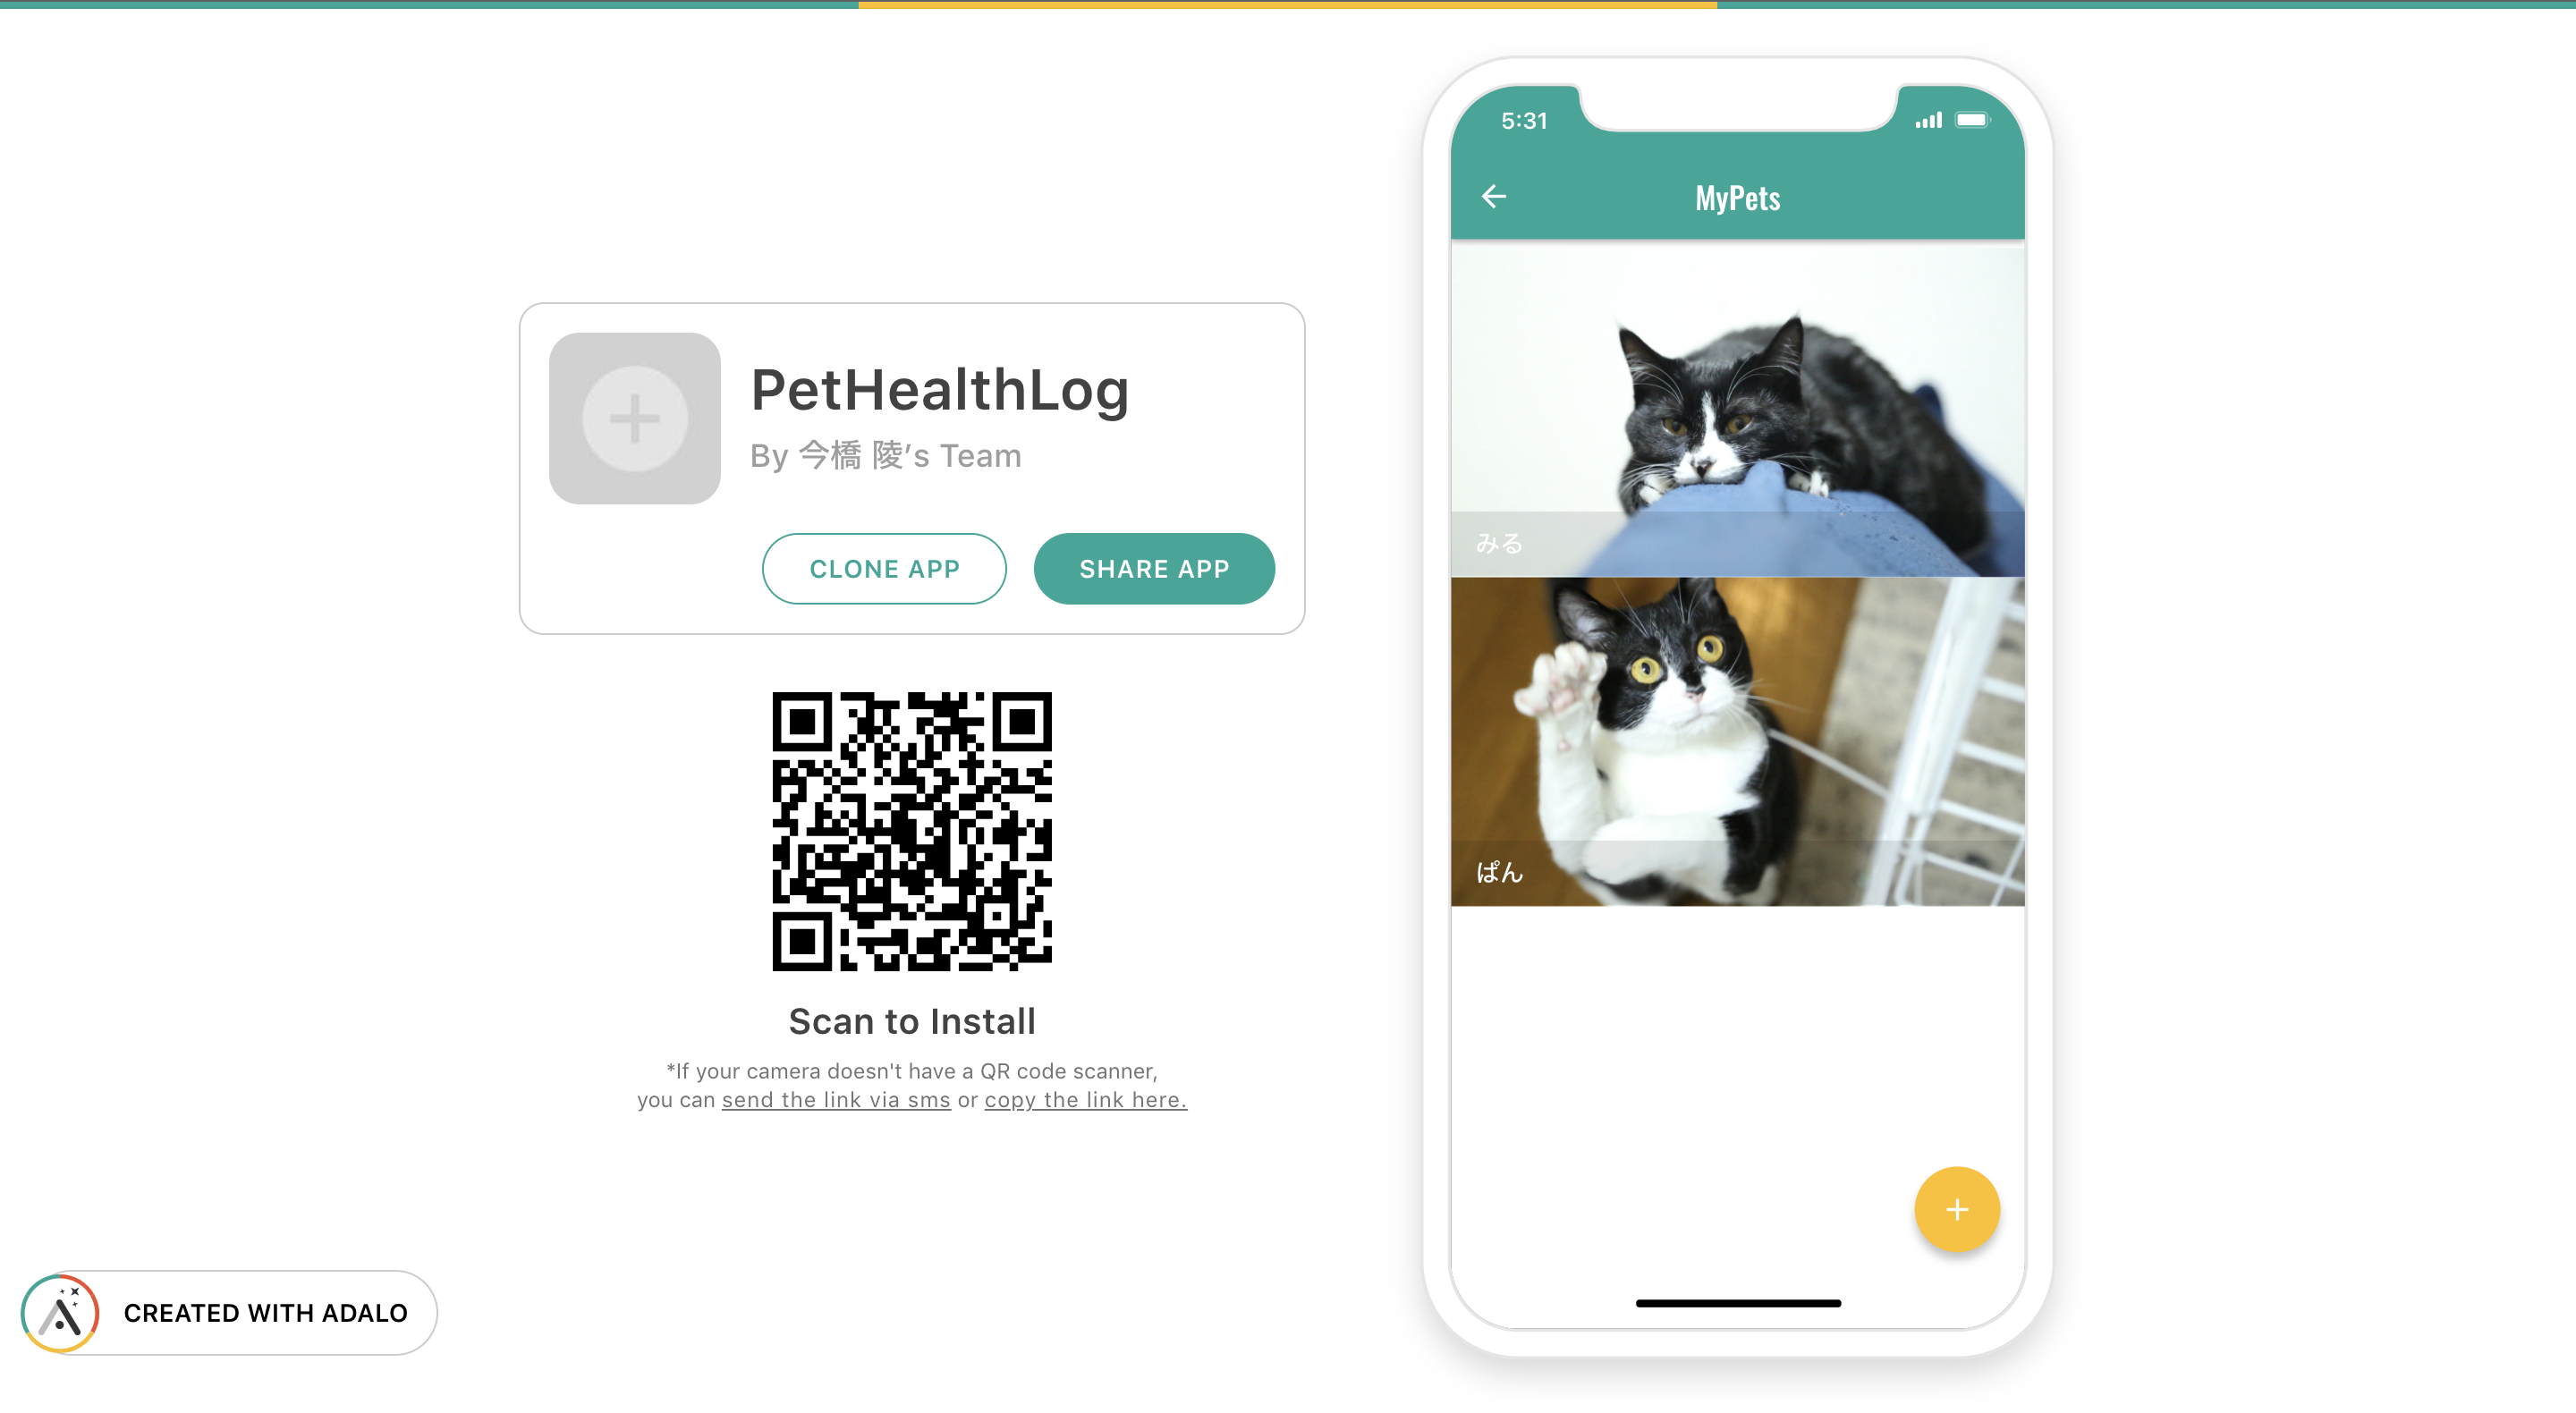 PetHealthLog
By 今橋 陵’s Team
CLONE APP
SHARE APP
Scan to Install
*If your camera doesn't have a QR code scanner,
you can send the link via sms or copy the link here.
CREATED WITH ADALO
5:31
MyPets
みる
ぱん